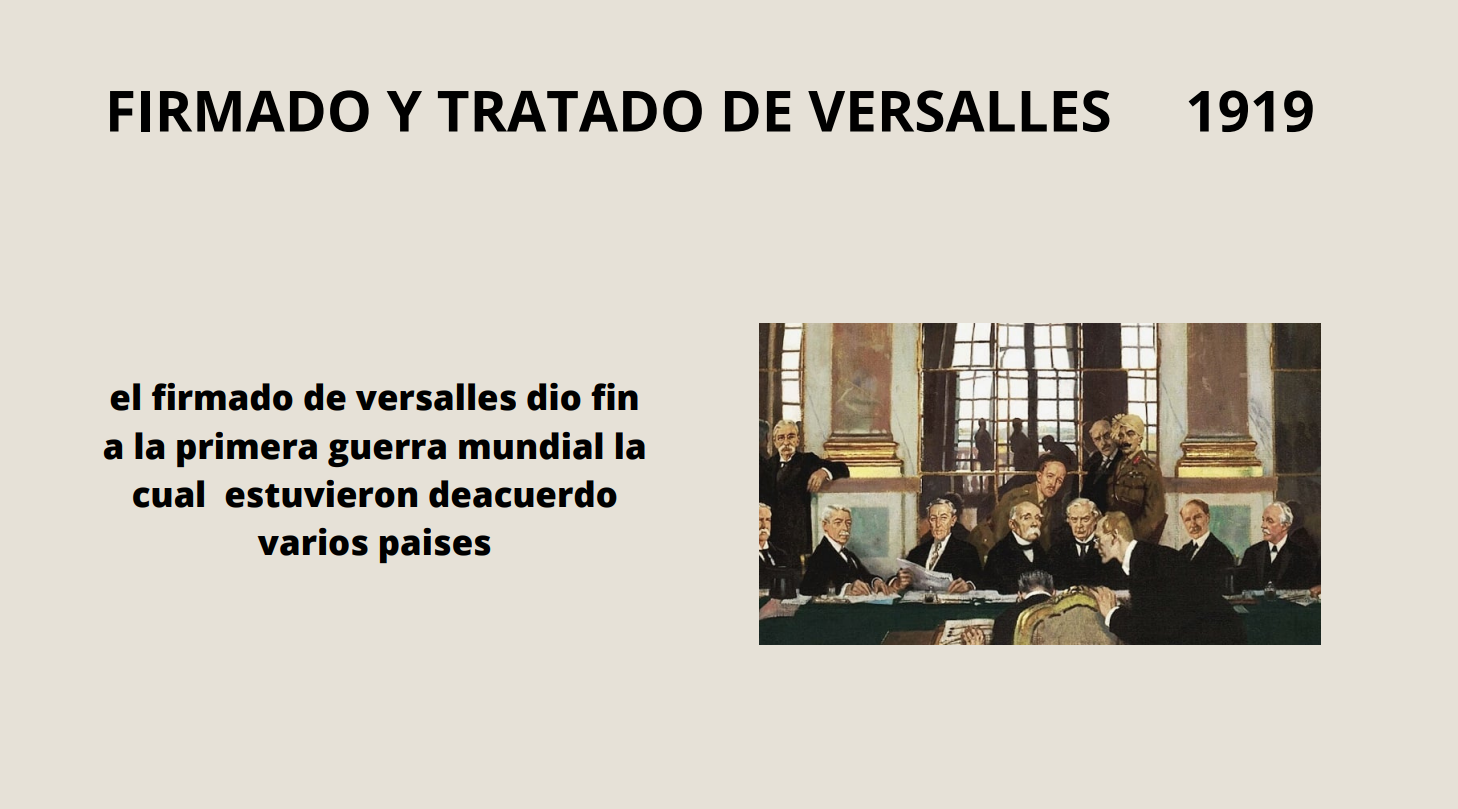 FIRMADO Y TRATADO DE VERSALLES 1919
el firmado de versalles dio fin
a la primera guerra mundial la
cual estuvieron deacuerdo
varios paises